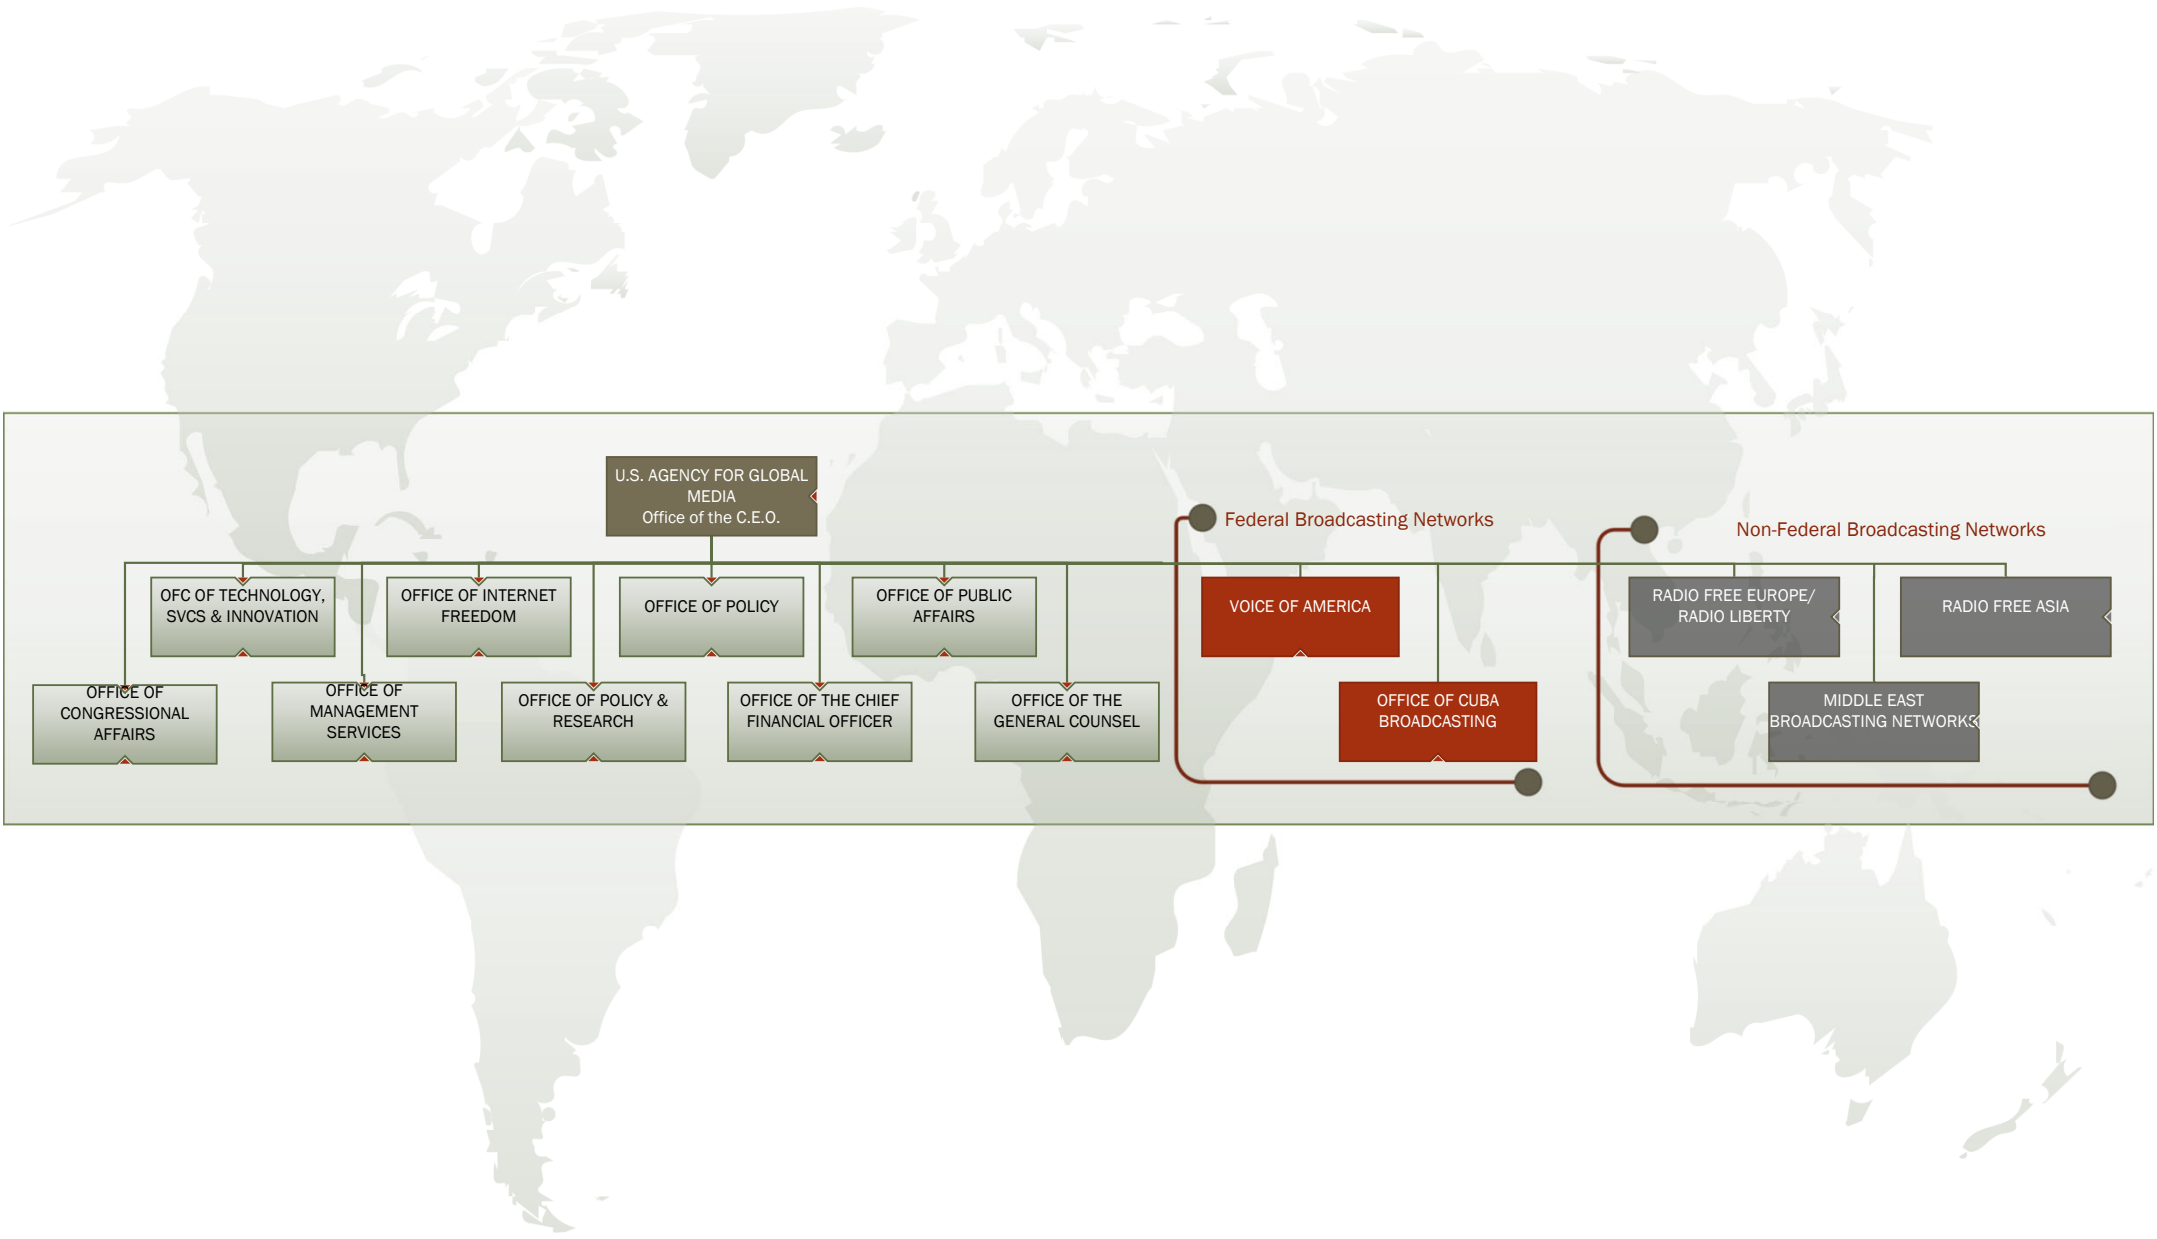 U.S. AGENCY FOR GLOBAL
MEDIA
Office of the C.E.O.
Federal Broadcasting Networks
Non-Federal Broadcasting Networks
OFC OF TECHNOLOGY,
SVCS & INNOVATION
OFFICE OF INTERNET
FREEDOM
OFFICE OF POLICY
OFFICE OF PUBLIC
AFFAIRS
VOICE OF AMERICA
RADIO FREE EUROPE/
RADIO LIBERTY
RADIO FREE ASIA
OFFICE OF
CONGRESSIONAL
AFFAIRS
OFFICE OF
MANAGEMENT
SERVICES
OFFICE OF POLICY &
RESEARCH
OFFICE OF THE CHIEF
FINANCIAL OFFICER
OFFICE OF THE
GENERAL COUNSEL
OFFICE OF CUBA
BROADCASTING
MIDDLE EAST
BROADCASTING NETWORKS